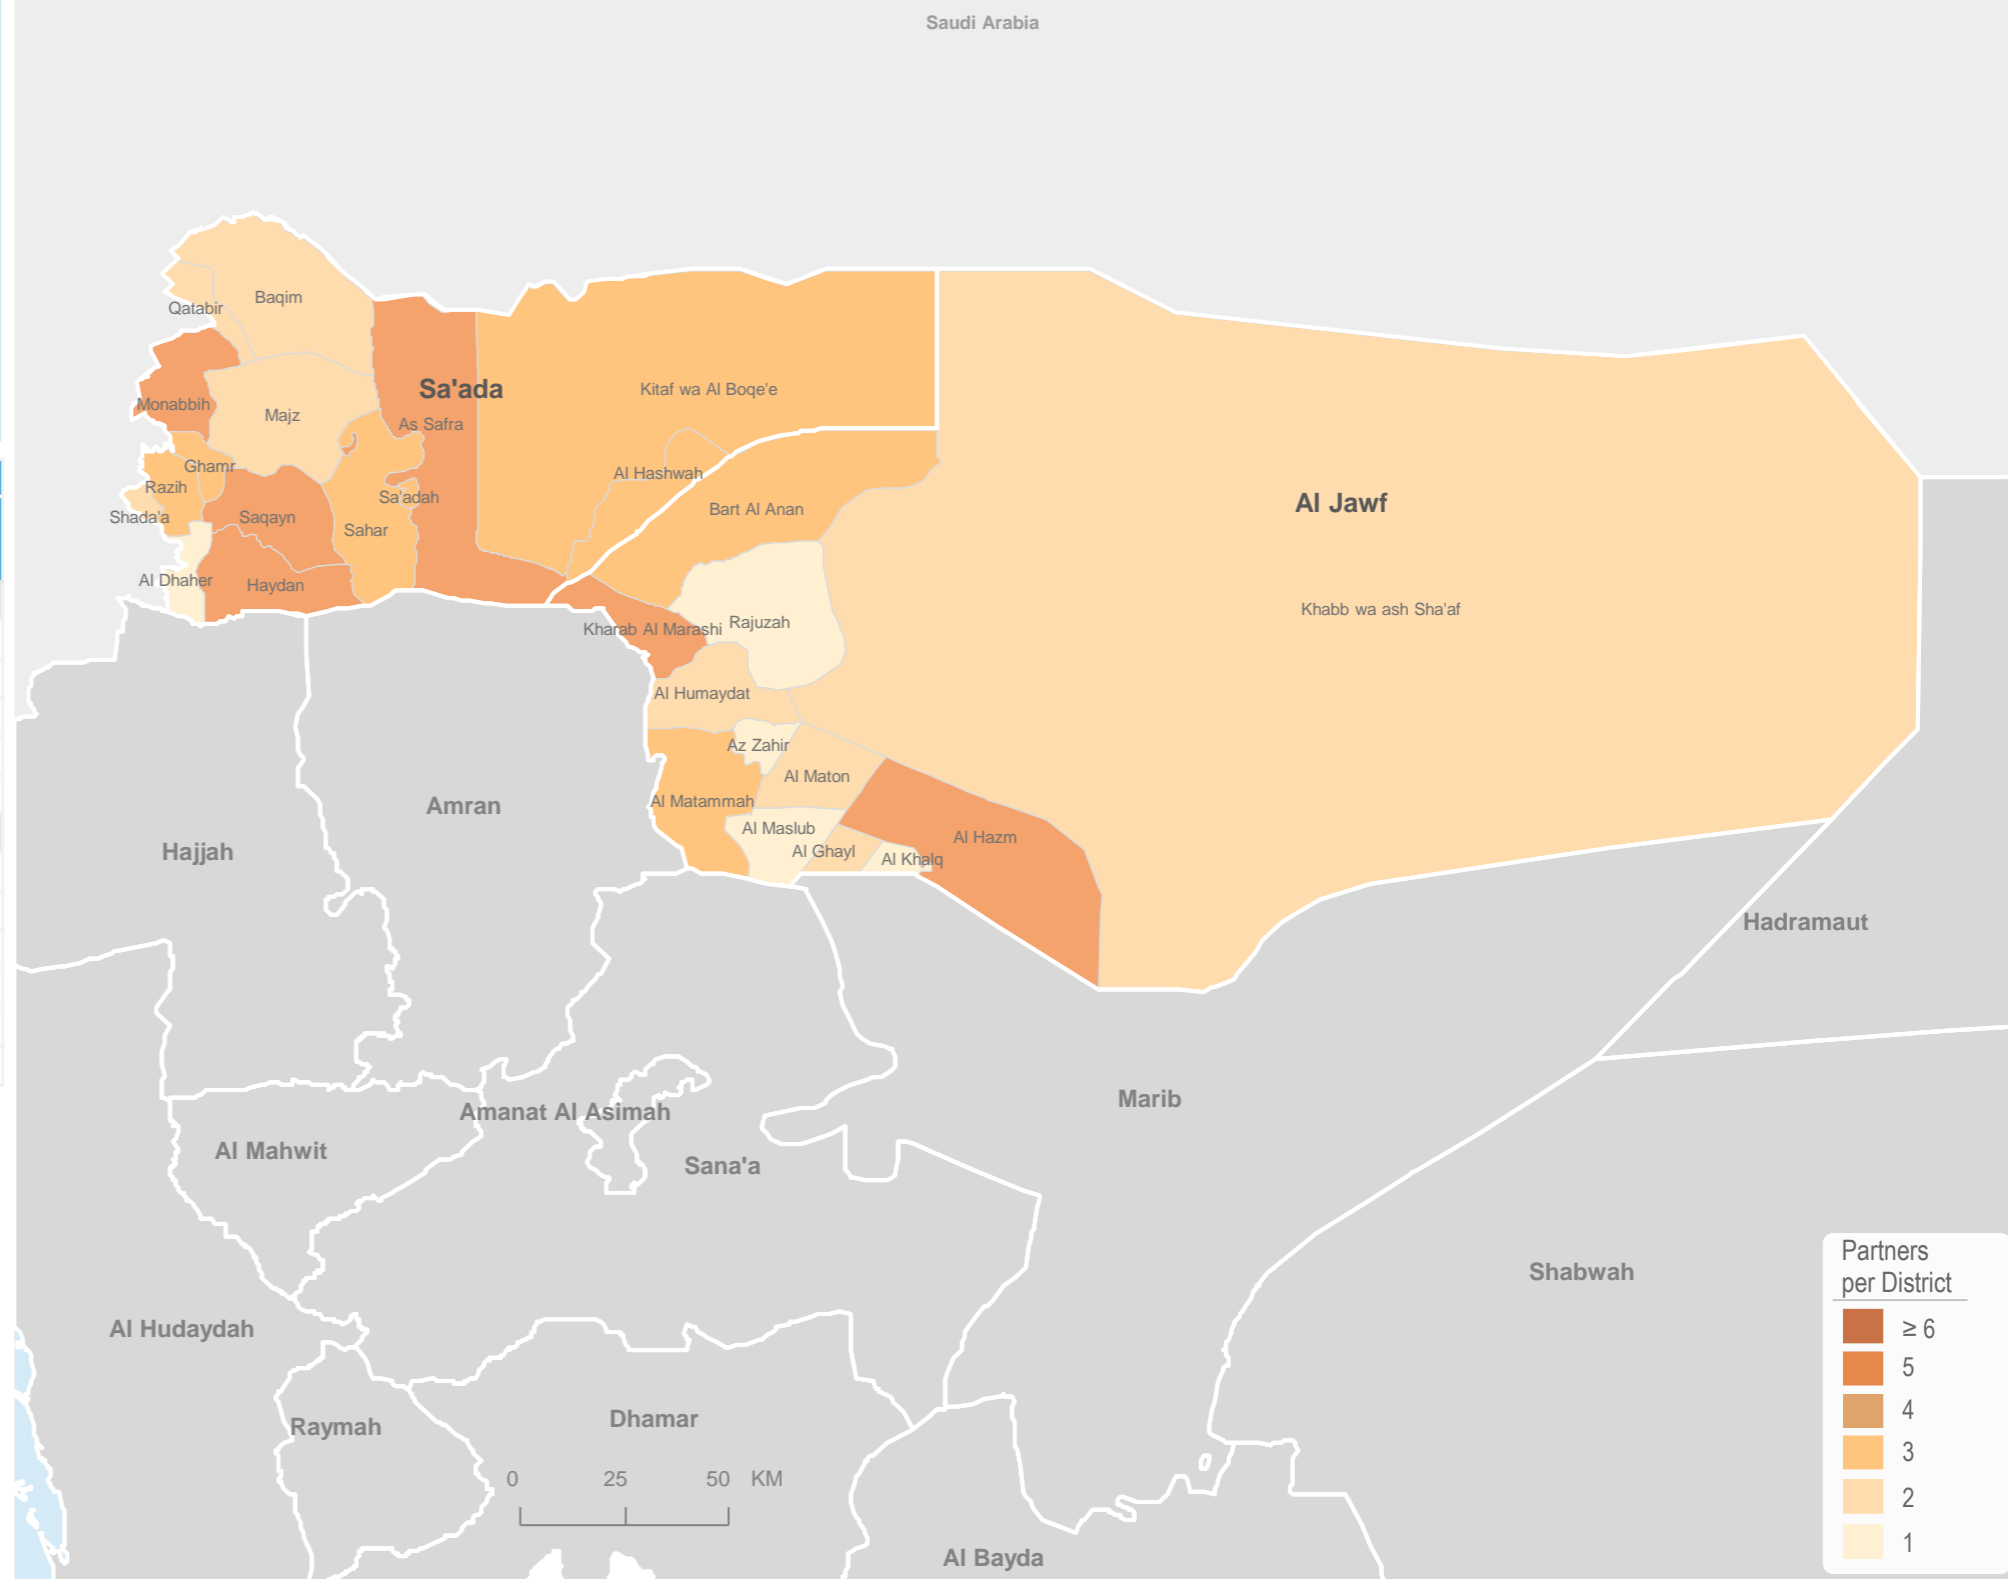 Saudi Arabia
Baqim
Qatabir
Sa'ada
Kitaf wa Al Boqe'e
Monabbih
Majz
As Safra
Ghamr
Al Hashwah
Razih
Sa'adah
Al Jawf
Bart Al Anan
Shada'a
Saqayn
Sahar
Al Dhaher
Haydan
Khabb wa ash Sha'af
Kharab Al Marashi
Rajuzah
Al Humaydat
Az Zahir
Al Maton
Al Matammah
Amran
Al Maslub
Al Hazm
Hajjah
Al Ghayl
Al Khalq
Hadramaut
Marib
Amanat Al Asimah
Al Mahwit
Sana'a
Shabwah
Al Hudaydah
Raymah
Dhamar
0 25 50 KM
Al Bayda
Partners
per District
≥ 6
5
4
3
2
1